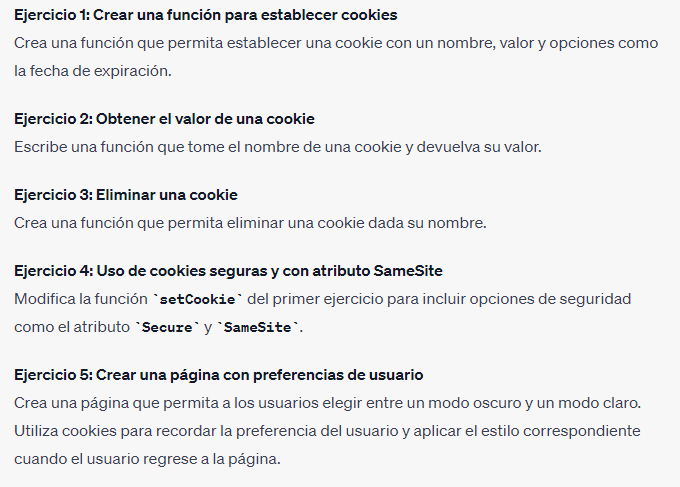 Ejercicio 1: Crear una función para establecer cookies
Crea una función que permita establecer una cookie con un nombre, valor y opciones como
la fecha de expiración.
Ejercicio 2: Obtener el valor de una cookie
Escribe una función que tome el nombre de una cookie y devuelva su valor.
Ejercicio 3: Eliminar una cookie
Crea una función que permita eliminar una cookie dada su nombre.
Ejercicio 4: Uso de cookies seguras y con atributo SameSite
Modifica la función `setCookie` del primer ejercicio para incluir opciones de seguridad
como el atributo `Secure` y `SameSite`.
Ejercicio 5: Crear una página con preferencias de usuario
Crea una página que permita a los usuarios elegir entre un modo oscuro y un modo claro.
Utiliza cookies para recordar la preferencia del usuario y aplicar el estilo correspondiente
cuando el usuario regrese a la página.